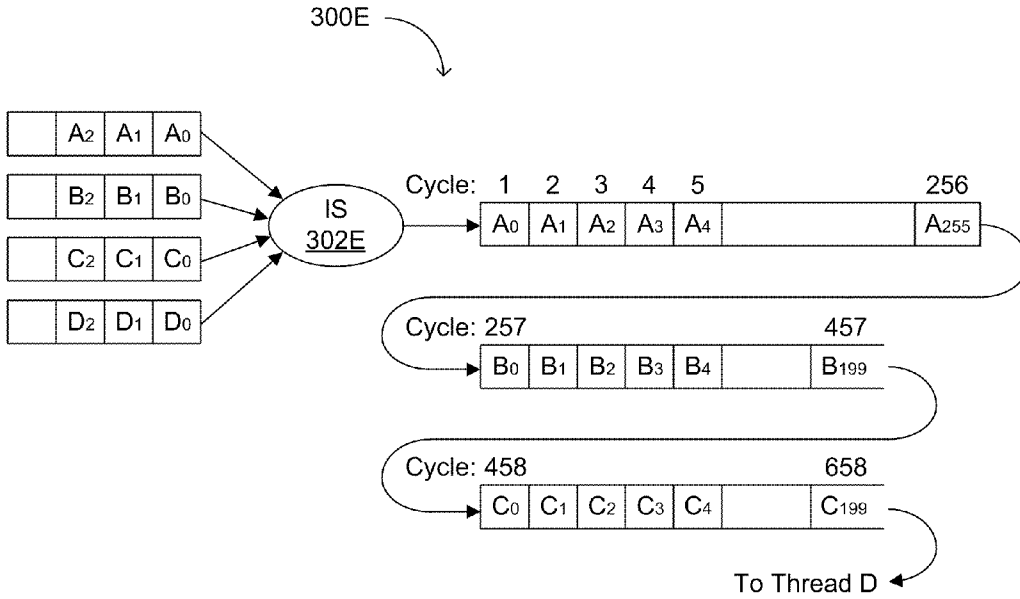 300E
A2 A1 A0
B2 B1 B0
C2 C1 C0
D2 D1 D0
IS
302E
Cycle: 1 2 3 4 5 256
A0 A1 A2 A3 A4 A255
Cycle: 257 457
B0 B1 B2 B3 B4 B199
Cycle: 458 658
C0 C1 C2 C3 C4 C199
To Thread D